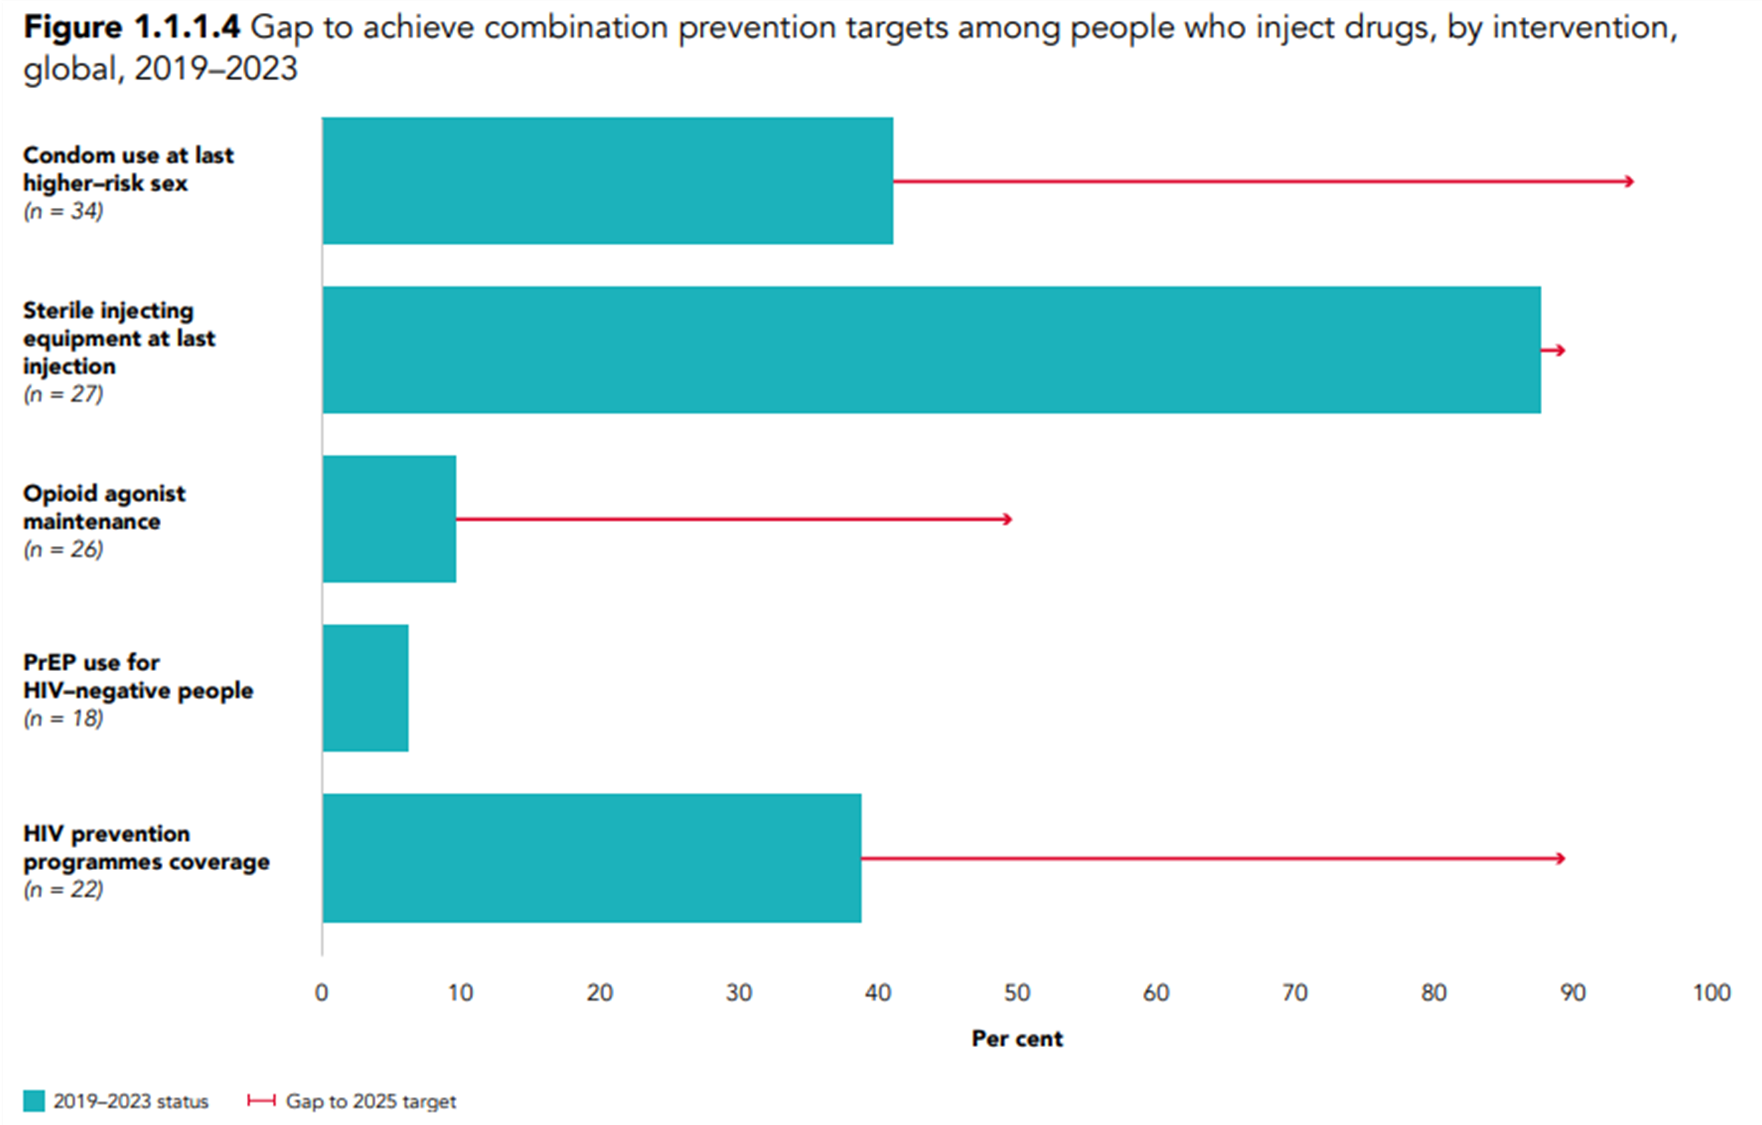 Figure 1.1.1.4 Gap to achieve combination prevention targets among people who inject drugs, by intervention,
global, 2019–2023
Condom use at last
higher–risk sex
(n = 34)
Sterile injecting
equipment at last
injection
(n = 27)
Opioid agonist
maintenance
(n = 26)
PrEP use for
HIV–negative people
(n = 18)
HIV prevention
programmes coverage
(n = 22)
0 10 20 30 40 50 60 70 80 90 100
Per cent
2019–2023 status Gap to 2025 target